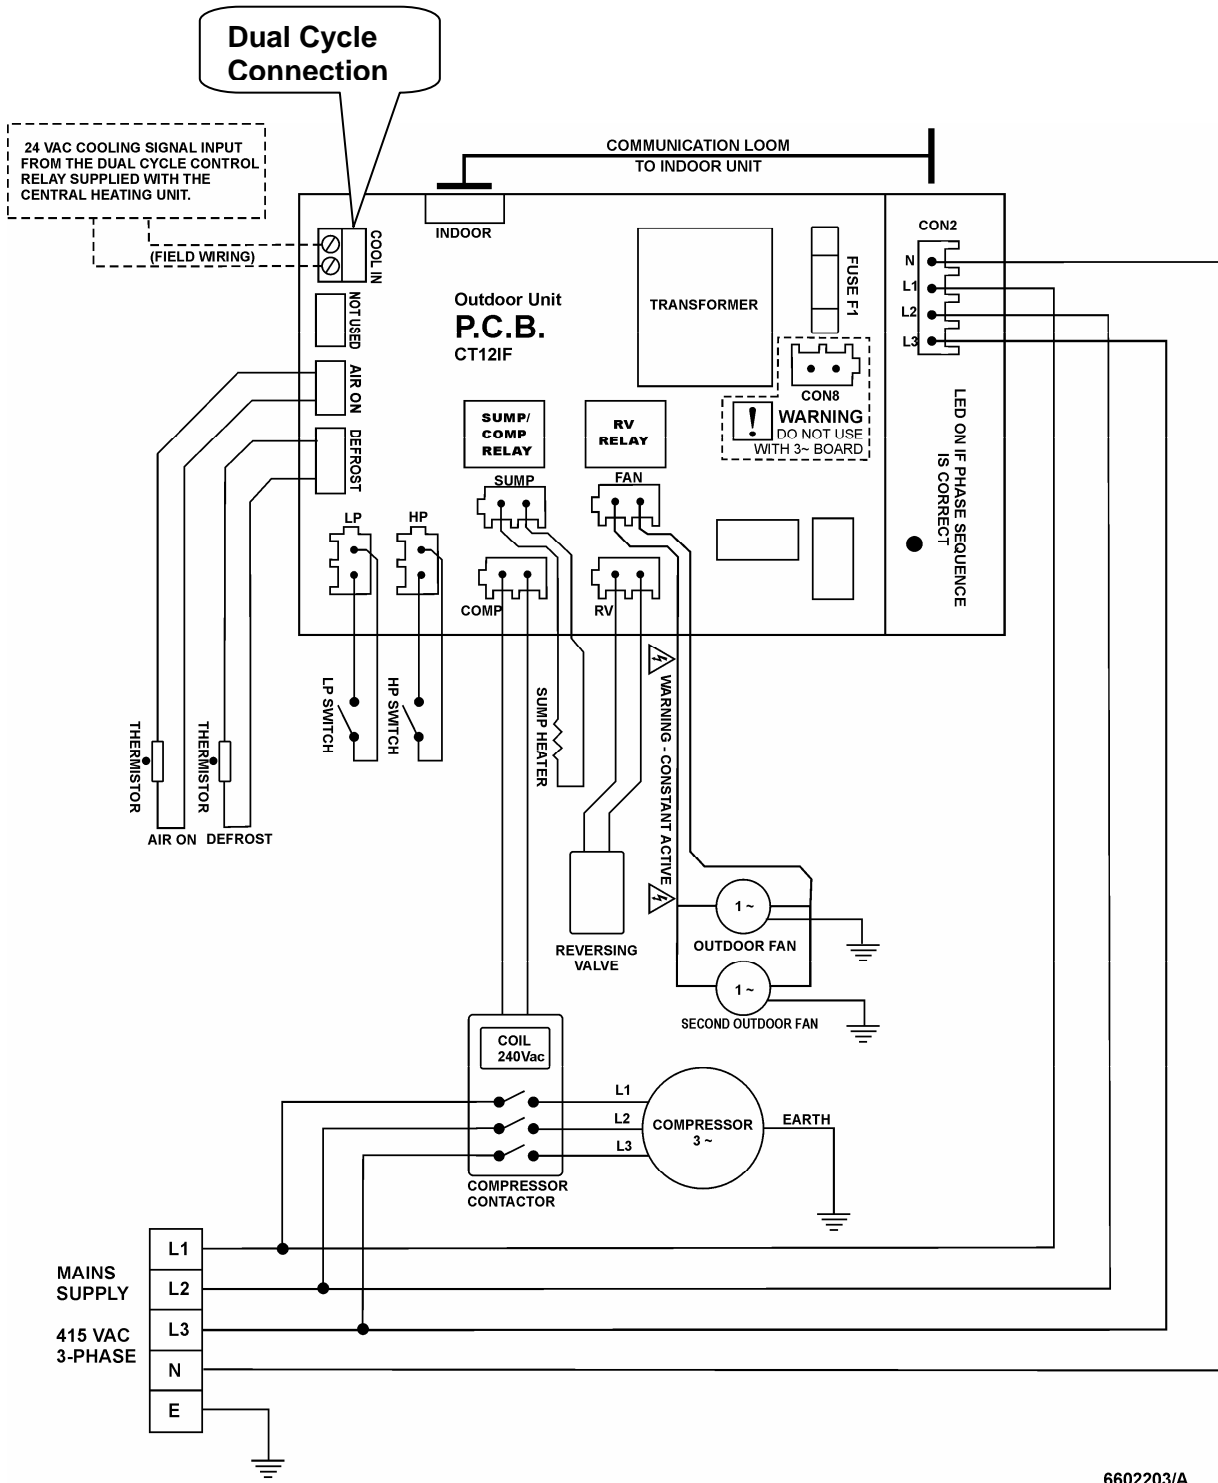 Dual Cycle
Connection
24 VAC COOLING SIGNAL INPUT
FROM THE DUAL CYCLE CONTROL
RELAY SUPPLIED WITH THE
CENTRAL HEATING UNIT.
(FIELD WIRING)
COMMUNICATION LOOM
TO INDOOR UNIT
INDOOR
COOL IN
NOT USED
AIR ON
DEFROST
Outdoor Unit
P.C.B.
CT12IF
TRANSFORMER
FUSE F1
CON8
!
WARNING
DO NOT USE
WITH 3~ BOARD
CON2
N
L1
L2
L3
LED ON IF PHASE SEQUENCE
IS CORRECT
SUMP/
COMP
RELAY
RV
RELAY
SUMP
FAN
LP
HP
COMP
RV
LP SWITCH
HP SWITCH
SUMP HEATER
WARNING - CONSTANT ACTIVE
THERMISTOR
THERMISTOR
AIR ON
DEFROST
REVERSING
VALVE
1 ~
OUTDOOR FAN
1 ~
SECOND OUTDOOR FAN
COIL
240Vac
L1
L2
L3
COMPRESSOR
3 ~
EARTH
COMPRESSOR
CONTACTOR
MAINS
SUPPLY
415 VAC
3-PHASE
L1
L2
L3
N
E
6602203/A